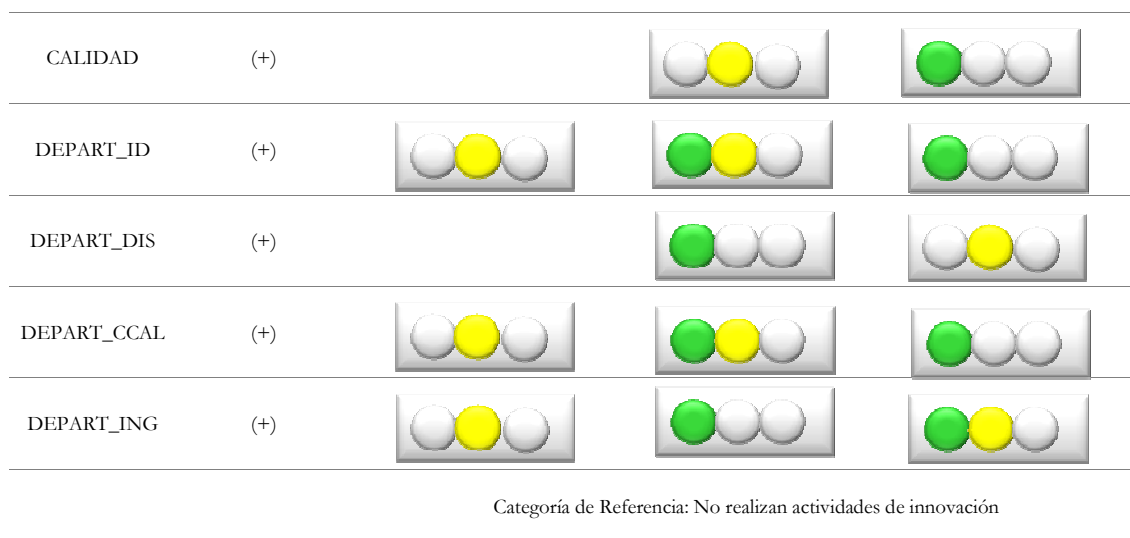 CALIDAD (+)
DEPART_ID (+)
DEPART_DIS (+)
DEPART_CCAL (+)
DEPART_ING (+)
Categoría de Referencia: No realizan actividades de innovación